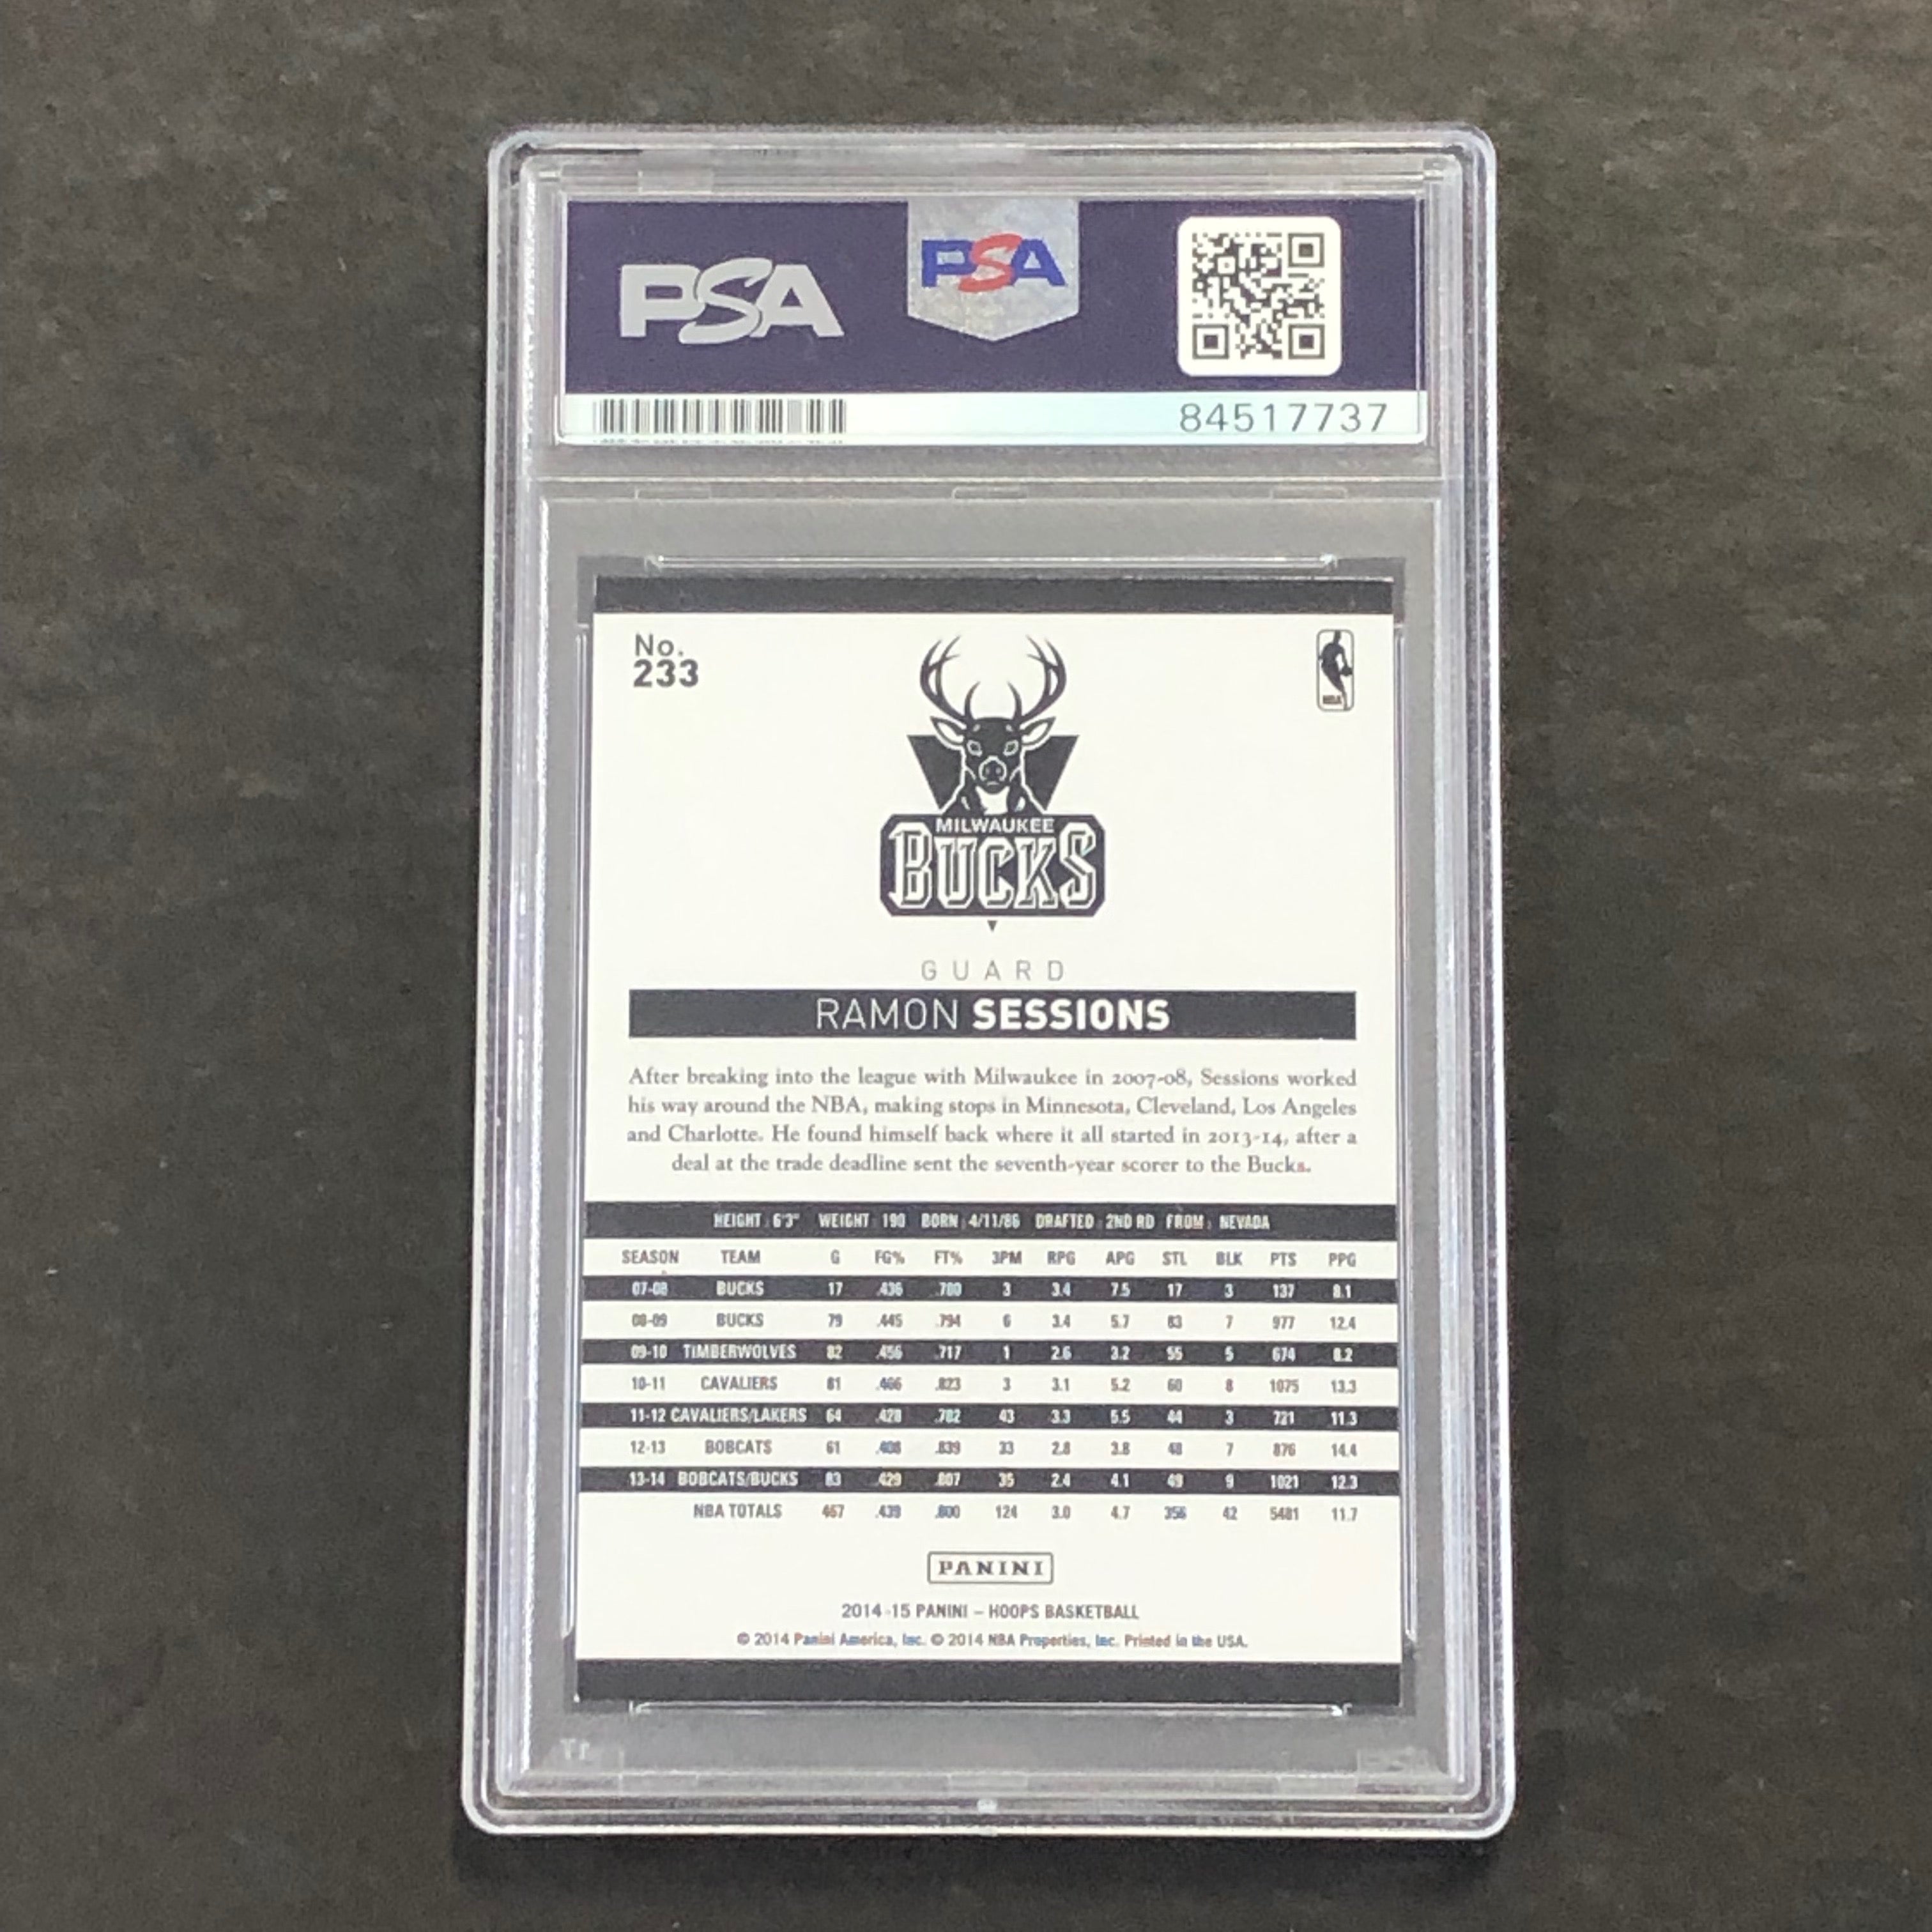 PSA
PSA
84517737
No.
233
NBA
MILWAUKEE
BUCKS
GUARD
RAMON SESSIONS
After breaking into the league with Milwaukee in 2007-08, Sessions worked
his way around the NBA, making stops in Minnesota, Cleveland, Los Angeles
and Charlotte. He found himself back where it all started in 2013-14, after a
deal at the trade deadline sent the seventh-year scorer to the Bucks.
HEIGHT: 6'3" WEIGHT: 190 BORN: 4/11/86 DRAFTED: 2ND RD FROM: NEVADA
SEASON TEAM G FG% FT% 3PM RPG APG STL BLK PTS PPG
07-08 BUCKS 17 .436 .780 3 3.4 7.5 17 3 137 8.1
08-09 BUCKS 79 .445 .794 6 3.4 5.7 83 7 977 12.4
09-10 TIMBERWOLVES 82 .456 .717 1 2.6 3.2 55 5 674 8.2
10-11 CAVALIERS 81 .466 .823 3 3.1 5.2 60 8 1075 13.3
11-12 CAVALIERS/LAKERS 64 .428 .782 43 3.3 5.5 44 3 721 11.3
12-13 BOBCATS 61 .408 .839 33 2.8 3.8 48 7 876 14.4
13-14 BOBCATS/BUCKS 83 .429 .807 35 2.4 4.1 49 9 1021 12.3
NBA TOTALS 467 .439 .800 124 3.0 4.7 356 42 5481 11.7
PANINI
2014-15 PANINI – HOOPS BASKETBALL
© 2014 Panini America, Inc. © 2014 NBA Properties, Inc. Printed in the USA.